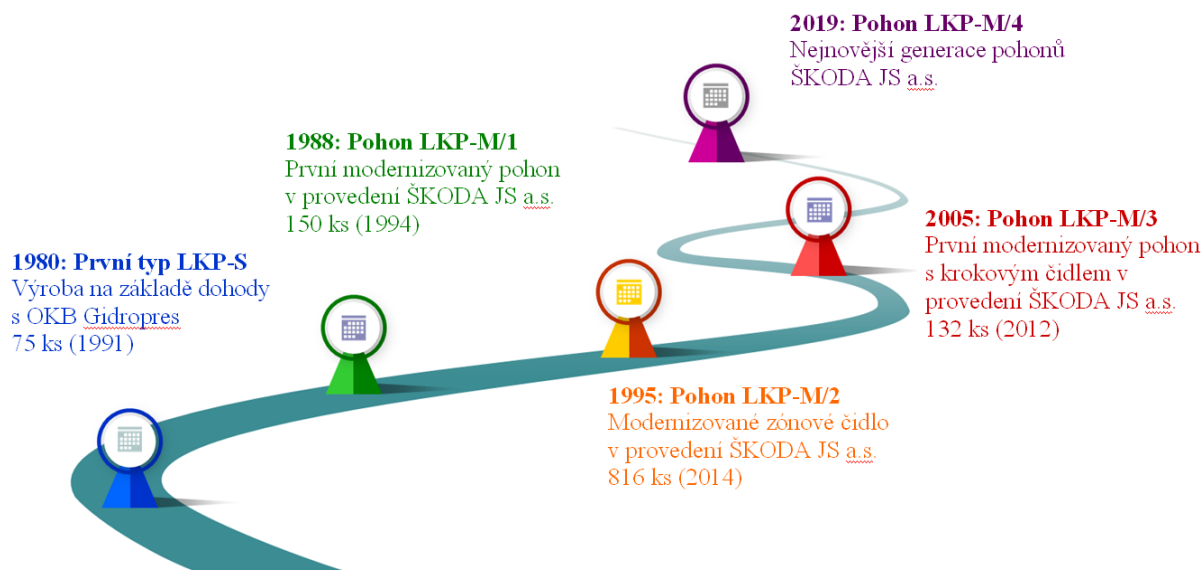 1980: První typ LKP-S
Výroba na základě dohody
s OKB Gidropres
75 ks (1991)
1988: Pohon LKP-M/1
První modernizovaný pohon
v provedení ŠKODA JS a.s.
150 ks (1994)
1995: Pohon LKP-M/2
Modernizované zónové čidlo
v provedení ŠKODA JS a.s.
816 ks (2014)
2005: Pohon LKP-M/3
První modernizovaný pohon
s krokovým čidlem v
provedení ŠKODA JS a.s.
132 ks (2012)
2019: Pohon LKP-M/4
Nejnovější generace pohonů
ŠKODA JS a.s.